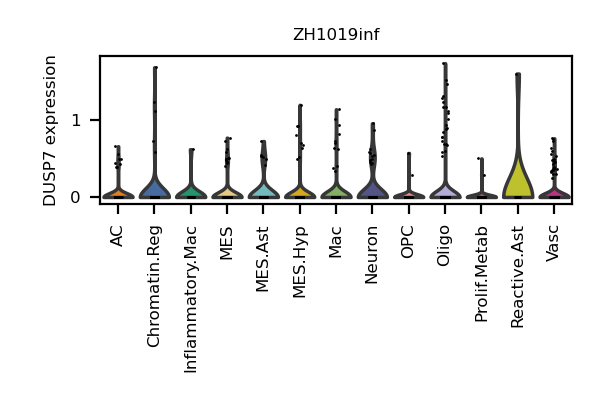 ZH1019inf
DUSP7 expression
1
0
AC
Chromatin.Reg
Inflammatory.Mac
MES
MES.Ast
MES.Hyp
Mac
Neuron
OPC
Oligo
Prolif.Metab
Reactive.Ast
Vasc